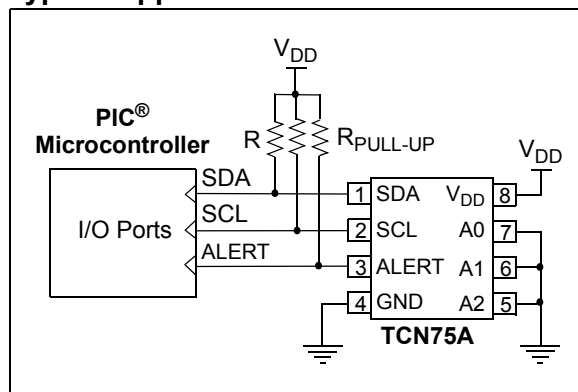 V_DD
PIC®
Microcontroller
R
R_PULL-UP
V_DD
SDA
SCL
ALERT
I/O Ports
1 SDA V_DD 8
2 SCL A0 7
3 ALERT A1 6
4 GND A2 5
TCN75A